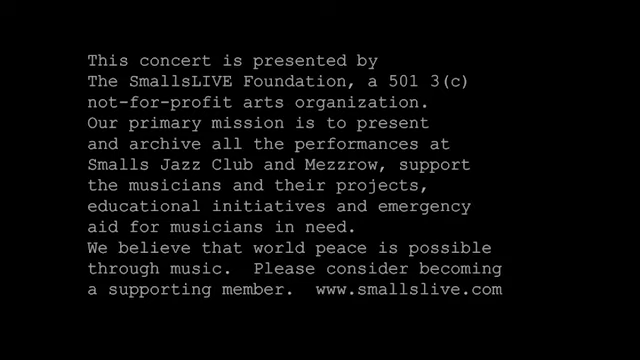 This concert is presented by
The SmallsLIVE Foundation, a 501 3(c)
not-for-profit arts organization.
Our primary mission is to present
and archive all the performances at
Smalls Jazz Club and Mezzrow, support
the musicians and their projects,
educational initiatives and emergency
aid for musicians in need.
We believe that world peace is possible
through music.  Please consider becoming
a supporting member.  www.smallslive.com